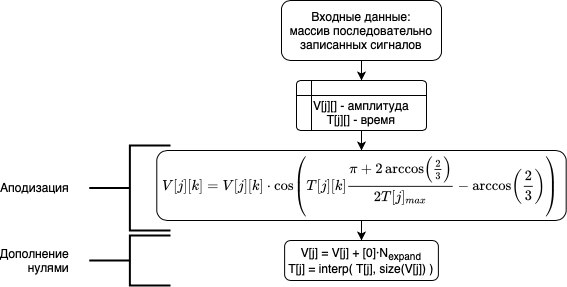 Входные данные:
массив последовательно
записанных сигналов
V[j][] - амплитуда
T[j][] - время
Аподизация
V[j][k] = V[j][k] · cos(T[j][k] (π + 2 arccos(2/3))/(2T[j]max) − arccos(2/3))
Дополнение
нулями
V[j] = V[j] + [0]·Nexpand
T[j] = interp( T[j], size(V[j]) )